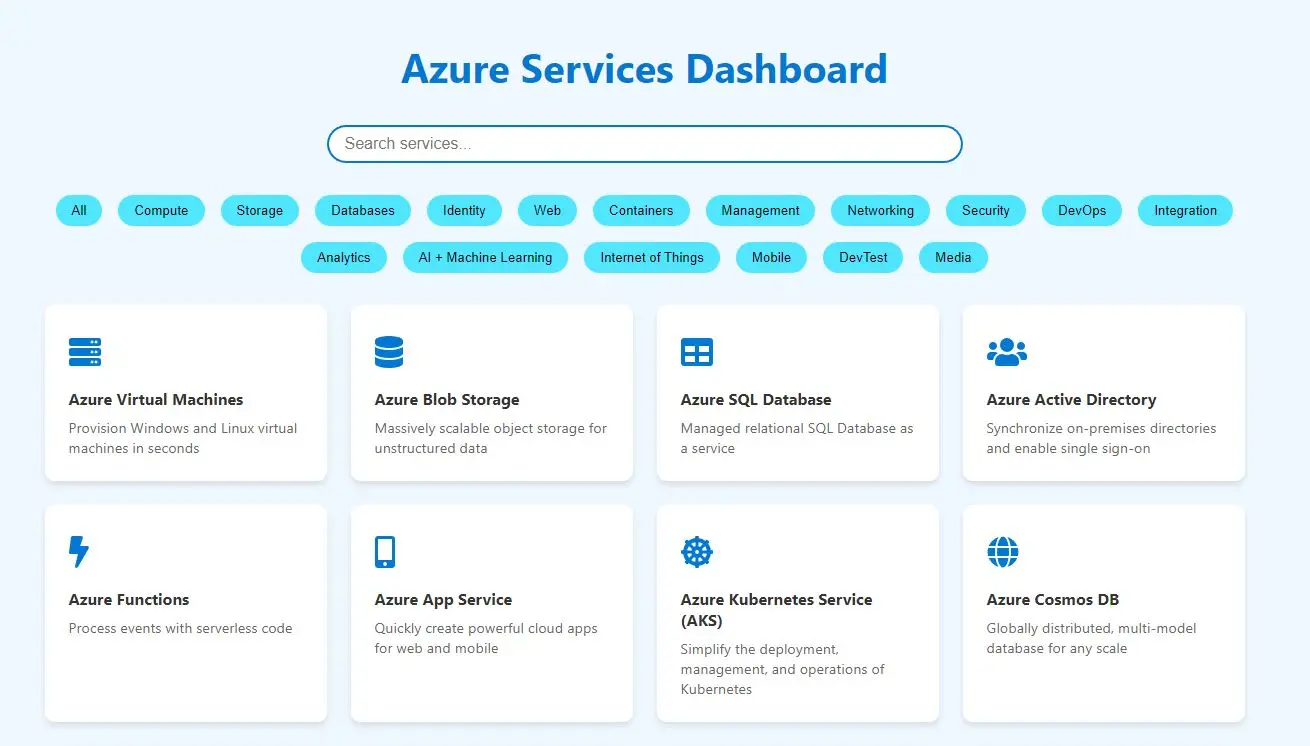 Azure Services Dashboard
Search services...
All Compute Storage Databases Identity Web Containers Management Networking Security DevOps Integration
Analytics AI + Machine Learning Internet of Things Mobile DevTest Media
Azure Virtual Machines
Provision Windows and Linux virtual
machines in seconds
Azure Blob Storage
Massively scalable object storage for
unstructured data
Azure SQL Database
Managed relational SQL Database as
a service
Azure Active Directory
Synchronize on-premises directories
and enable single sign-on
Azure Functions
Process events with serverless code
Azure App Service
Quickly create powerful cloud apps
for web and mobile
Azure Kubernetes Service
(AKS)
Simplify the deployment,
management, and operations of
Kubernetes
Azure Cosmos DB
Globally distributed, multi-model
database for any scale